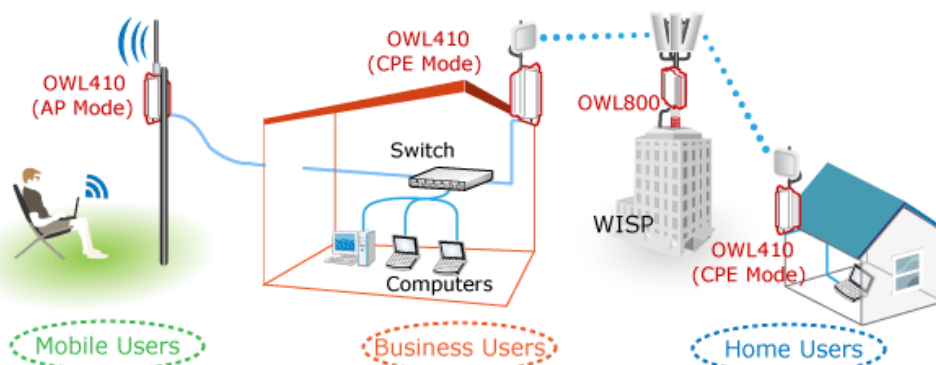 OWL410
(AP Mode)
OWL410
(CPE Mode)
Switch
Computers
OWL800
WISP
OWL410
(CPE Mode)
Mobile Users
Business Users
Home Users